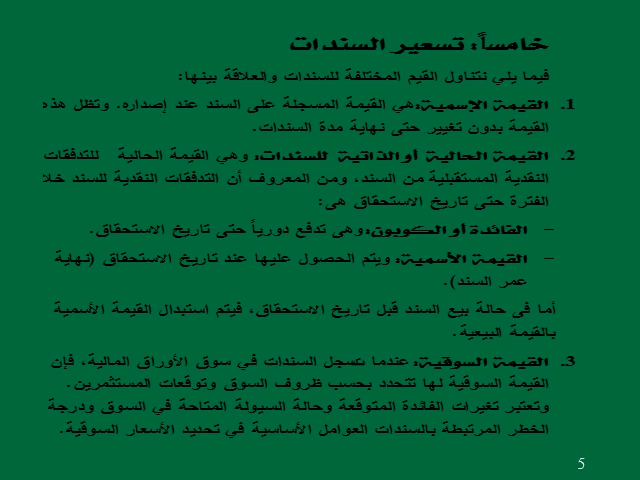 خامساً: تسعير السندات
فيما يلي نتناول القيم المختلفة للسندات والعلاقة بينها:
1. القيمة الإسمية: هي القيمة المسجلة على السند عند إصداره. وتظل هذه
القيمة بدون تغيير حتى نهاية مدة السندات.
2. القيمة الحالية أو الذاتية للسندات: وهي القيمة الحالية للتدفقات
النقدية المستقبلية من السند، ومن المعروف أن التدفقات النقدية للسند خلا
الفترة حتى تاريخ الاستحقاق هى:
– الفائدة أو الكوبون: وهى تدفع دورياً حتى تاريخ الاستحقاق.
– القيمة الأسمية: ويتم الحصول عليها عند تاريخ الاستحقاق (نهاية
عمر السند).
أما فى حالة بيع السند قبل تاريخ الاستحقاق، فيتم استبدال القيمة الأسمية
بالقيمة البيعية.
3. القيمة السوقية: عندما تسجل السندات في سوق الأوراق المالية، فإن
القيمة السوقية لها تتحدد بحسب ظروف السوق وتوقعات المستثمرين.
وتعتبر تغيرات الفائدة المتوقعة وحالة السيولة المتاحة في السوق ودرجة
الخطر المرتبطة بالسندات العوامل الأساسية في تحديد الأسعار السوقية.
5